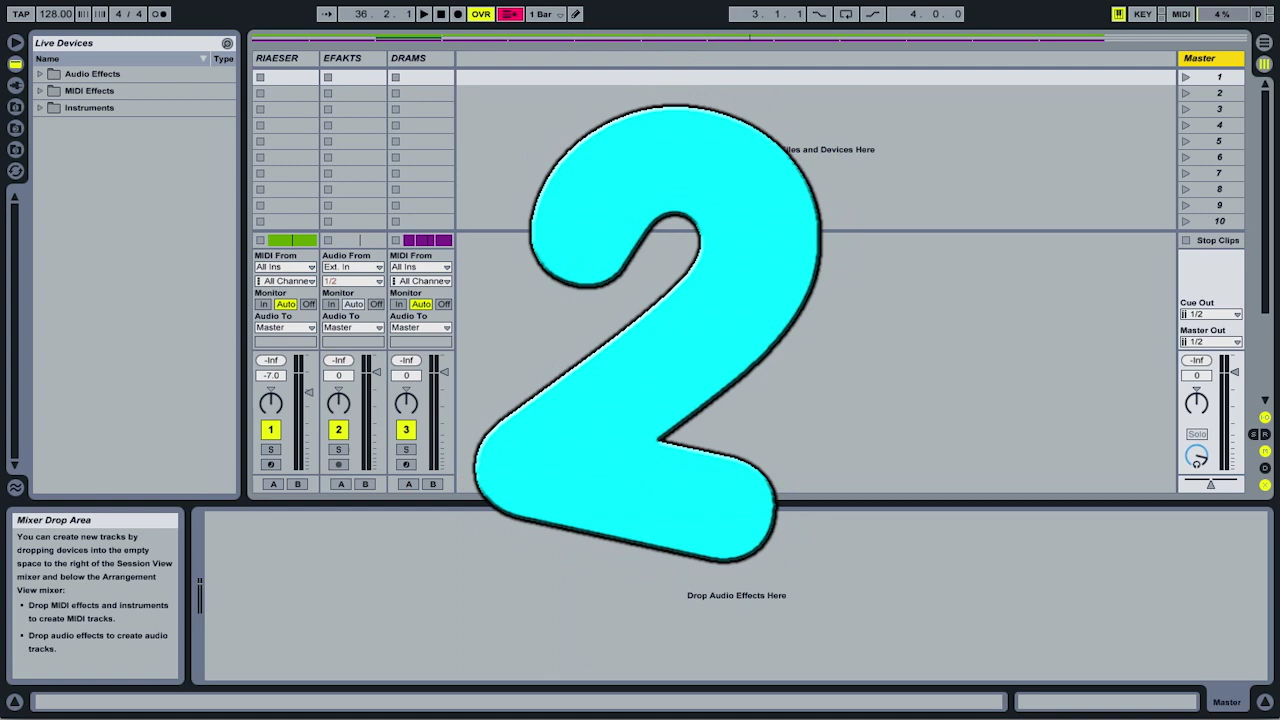 TAP 128.00 4 / 4 36. 2. 1 OVR 1 Bar 3. 1. 1 4. 0. 0 KEY MIDI 4 % D
Live Devices
Name Type
Audio Effects
MIDI Effects
Instruments
RIAESER EFAKTS DRAMS Master
1
2
3
4
5
6
7
8
9
10
iles and Devices Here
2
Stop Clips
MIDI From Audio From MIDI From
All Ins Ext. In All Ins
All Channe 1/2 All Channe
Monitor Monitor Monitor
In Auto Off In Auto Off In Auto Off
Audio To Audio To Audio To
Master Master Master
Cue Out
1/2
Master Out
1/2
-Inf -Inf -Inf -Inf
-7.0 0 0 0
1 2 3
S S S
Solo
A B A B A B
S R
M
D
X
Mixer Drop Area
You can create new tracks by
dropping devices into the empty
space to the right of the Session View
mixer and below the Arrangement
View mixer:
Drop MIDI effects and instruments
to create MIDI tracks.
Drop audio effects to create audio
tracks.
Drop Audio Effects Here
Master